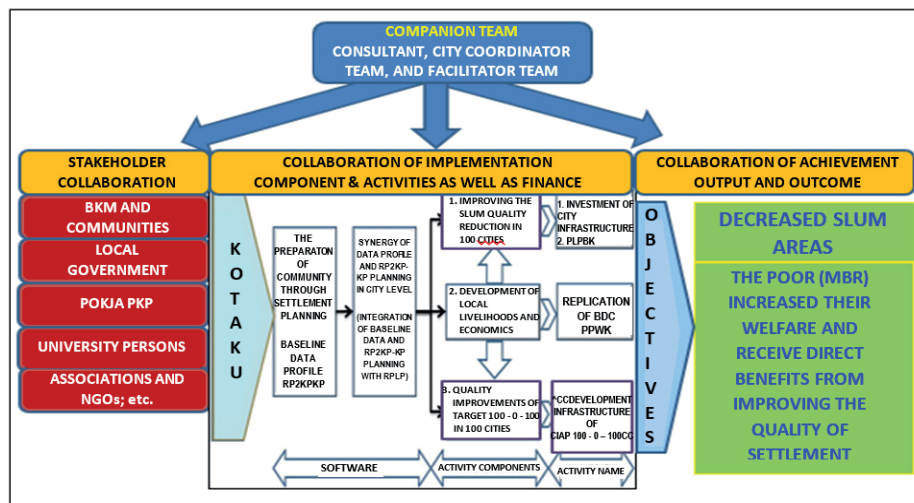 COMPANION TEAM
CONSULTANT, CITY COORDINATOR
TEAM, AND FACILITATOR TEAM
STAKEHOLDER
COLLABORATION
COLLABORATION OF IMPLEMENTATION
COMPONENT & ACTIVITIES AS WELL AS FINANCE
COLLABORATION OF ACHIEVEMENT
OUTPUT AND OUTCOME
BKM AND
COMMUNITIES
LOCAL
GOVERNMENT
POKJA PKP
UNIVERSITY PERSONS
ASSOCIATIONS AND
NGOs; etc.
K
O
T
A
K
U
THE
PREPARATON OF
COMMUNITY
THROUGH
SETTLEMENT
PLANNING
BASELINE
DATA
PROFILE
RP2KPKP
SYNERGY OF
DATA PROFILE
AND RP2KP-
KP PLANNING
IN CITY LEVEL
(INTEGRATION
OF BASELINE
DATA AND
RP2KP-KP
PLANNING
WITH RPLP)
1. IMPROVING THE
SLUM QUALITY
REDUCTION IN
100 CITIES
2. DEVELOPMENT OF
LOCAL
LIVELIHOODS AND
ECONOMICS
3. QUALITY
IMPROVEMENTS OF
TARGET 100 - 0 - 100
IN 100 CITIES
1. INVESTMENT OF
CITY
INFRASTRUCTURE
2. PLPBK
REPLICATION
OF BDC
PPWK
^CCDEVELOPMENT
INFRASTRUCTURE
OF
CIAP 100 - 0 – 100CC
O
B
J
E
C
T
I
V
E
S
DECREASED SLUM
AREAS
THE POOR (MBR)
INCREASED THEIR
WELFARE AND
RECEIVE DIRECT
BENEFITS FROM
IMPROVING THE
QUALITY OF
SETTLEMENT
SOFTWARE
ACTIVITY COMPONENTS
ACTIVITY NAME